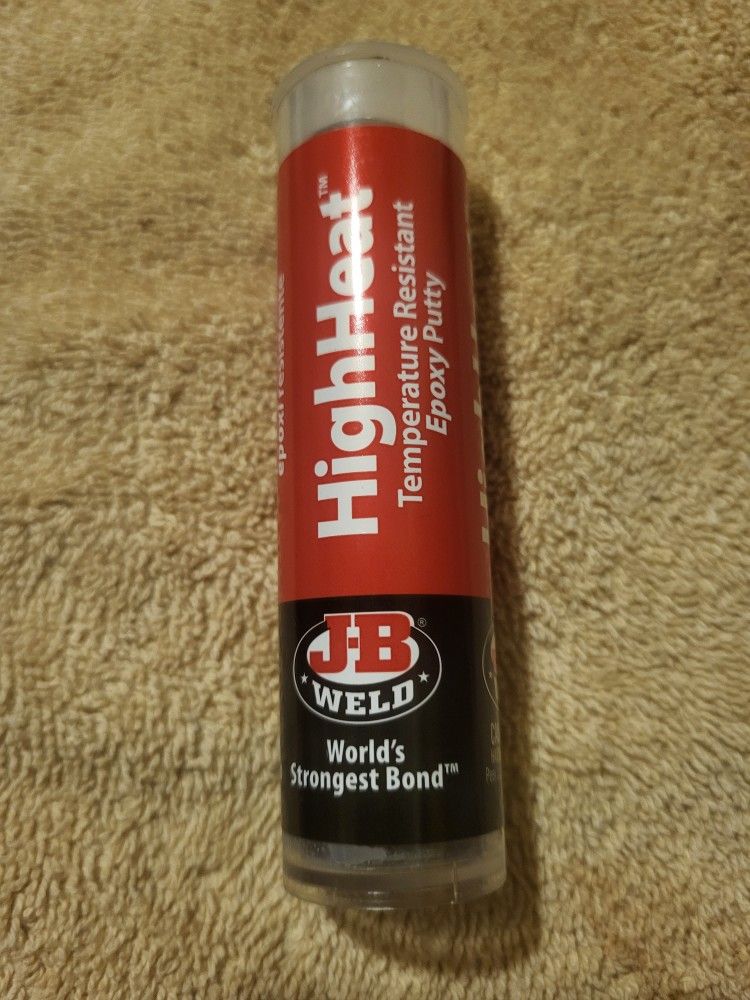 HighHeat™
Temperature Resistant
Epoxy Putty
J-B®
WELD
World's
Strongest Bond™